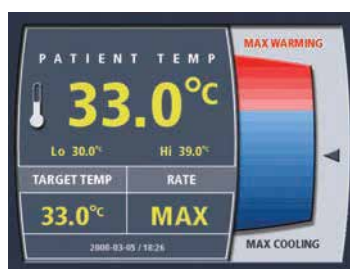 PATIENT TEMP
MAX WARMING
33.0°C
Lo 30.0°C
Hi 39.0°C
TARGET TEMP
RATE
33.0°C
MAX
2008-03-05 / 18:26
MAX COOLING